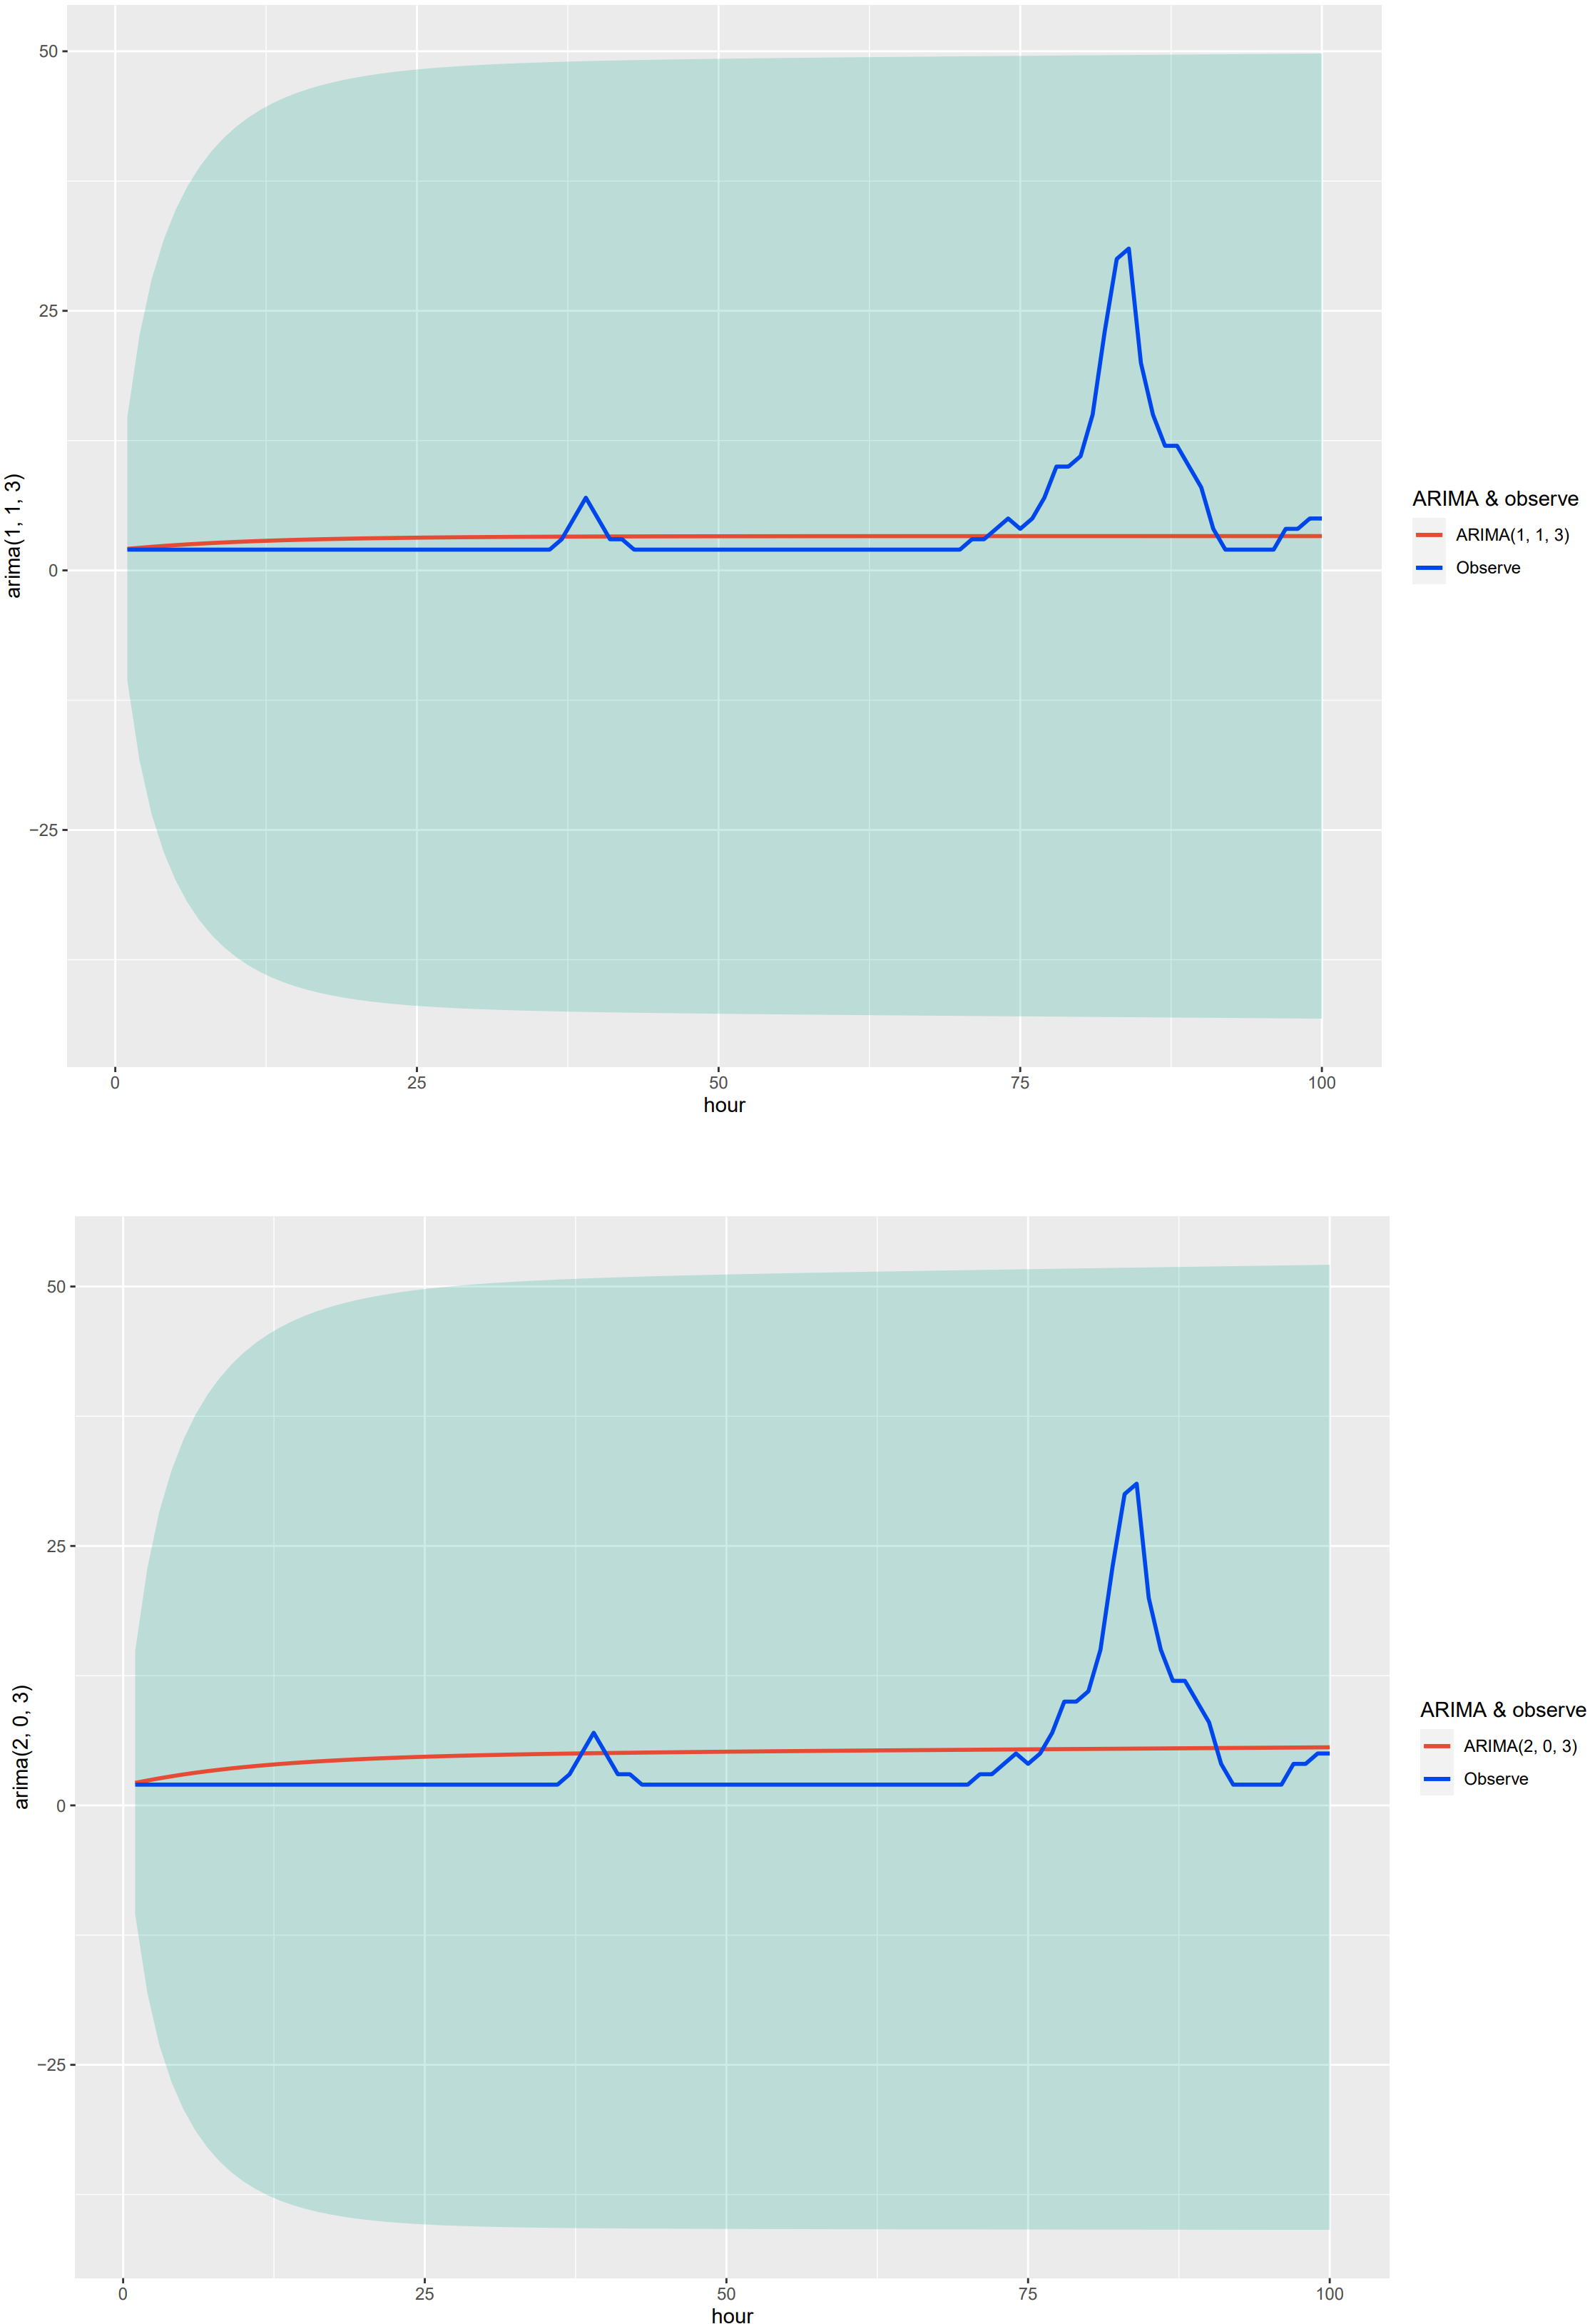 50
25
0
−25
arima(1, 1, 3)
0
25
50
75
100
hour
ARIMA & observe
ARIMA(1, 1, 3)
Observe
50
25
0
−25
arima(2, 0, 3)
0
25
50
75
100
hour
ARIMA & observe
ARIMA(2, 0, 3)
Observe